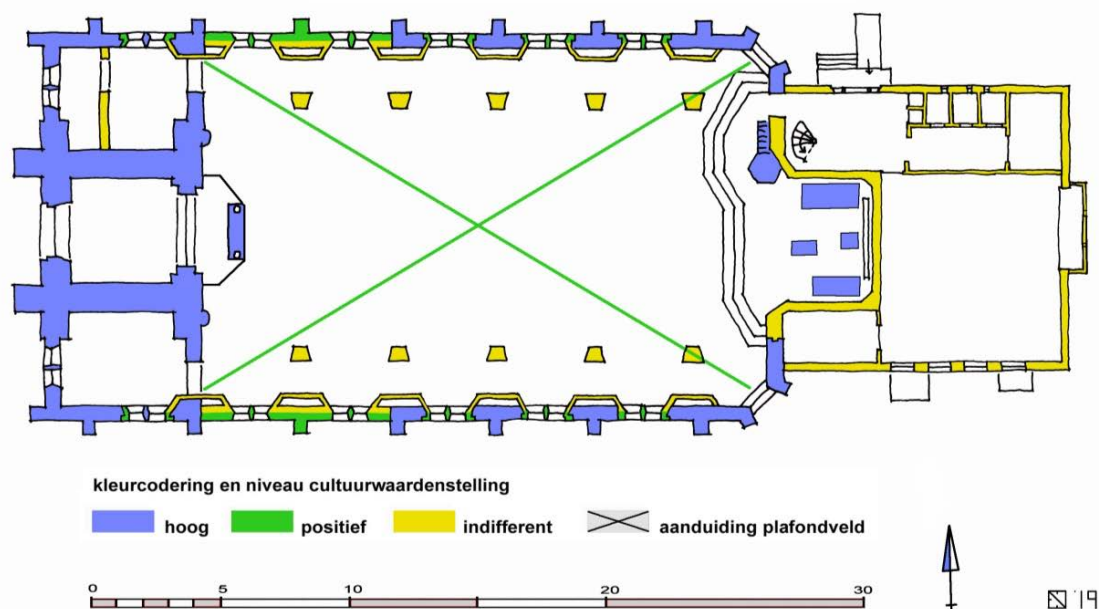 kleurcodering en niveau cultuurwaardenstelling
hoog positief indifferent aanduiding plafondveld
0 5 10 20 30
'19